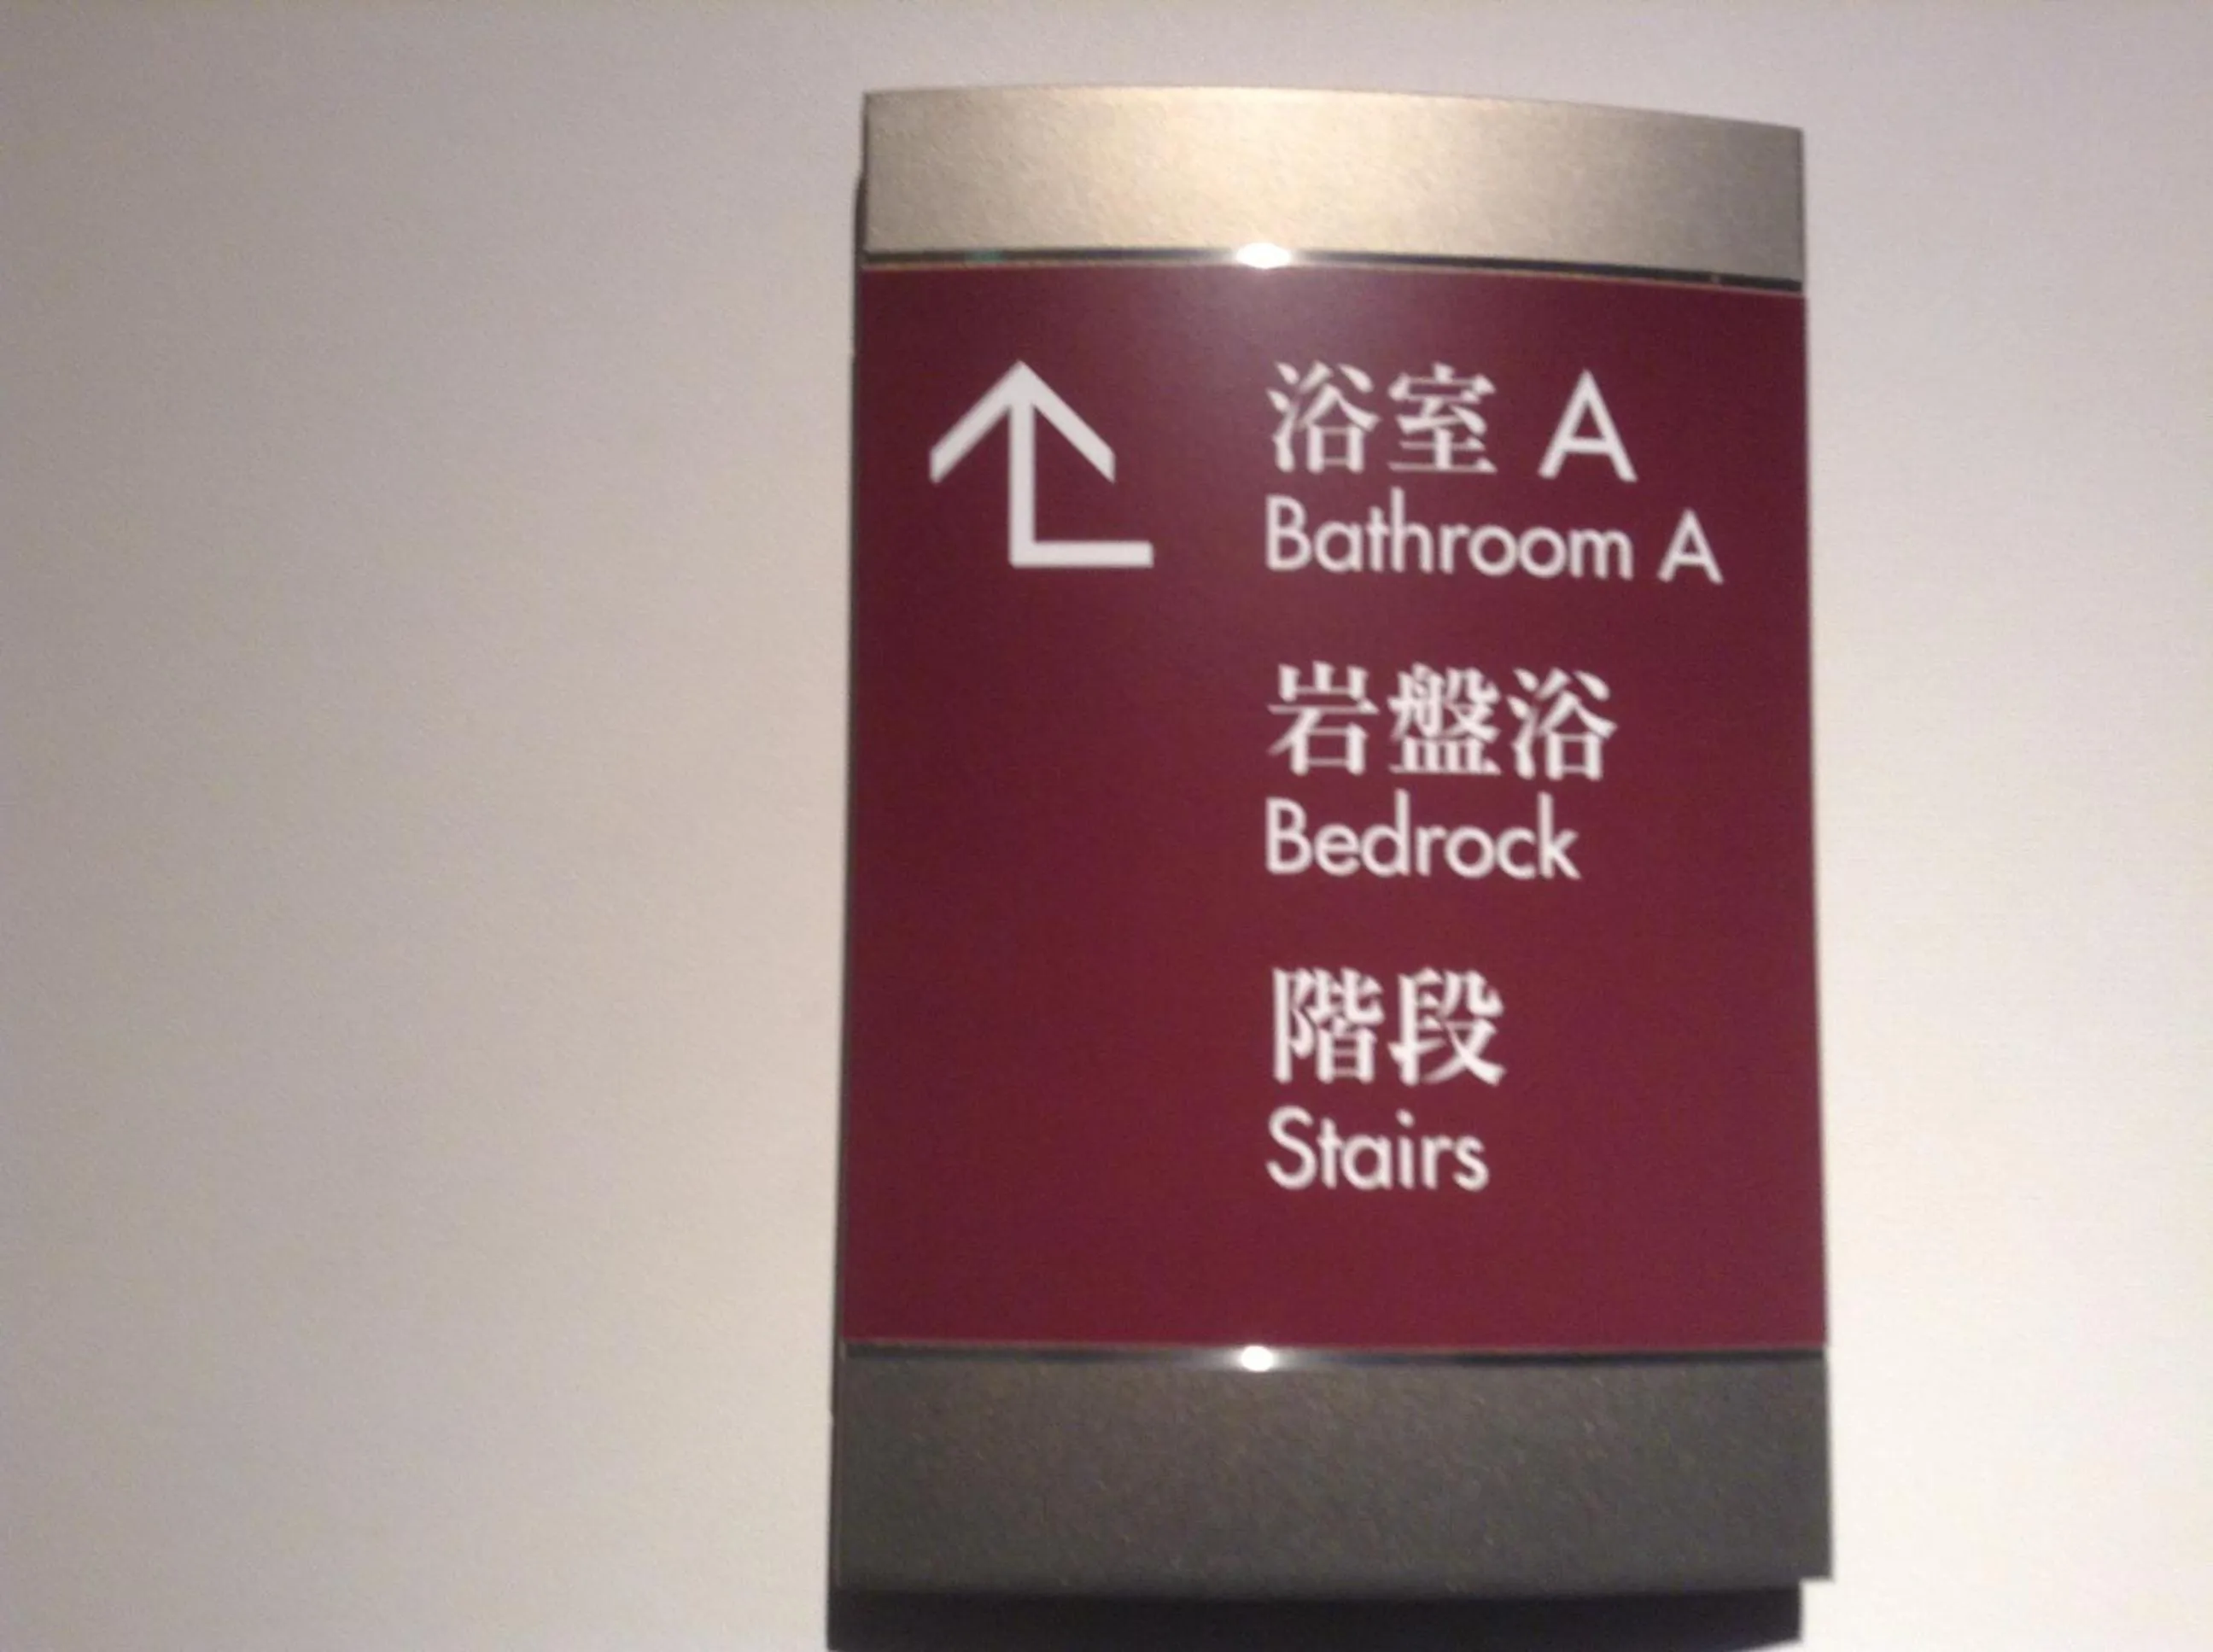 浴室 A
Bathroom A
岩盤浴
Bedrock
階段
Stairs